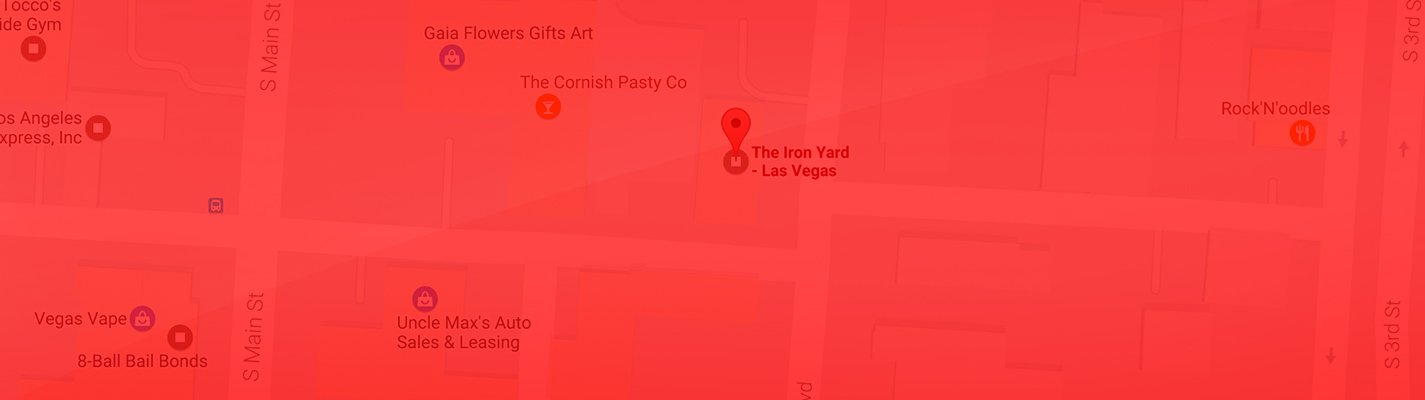 Tocco's
ide Gym
S Main St
Gaia Flowers Gifts Art
The Cornish Pasty Co
S 3rd S
Rock'N'oodles
os Angeles
xpress, Inc
The Iron Yard
- Las Vegas
Vegas Vape
8-Ball Bail Bonds
S Main St
Uncle Max's Auto
Sales & Leasing
S 3rd St
vd